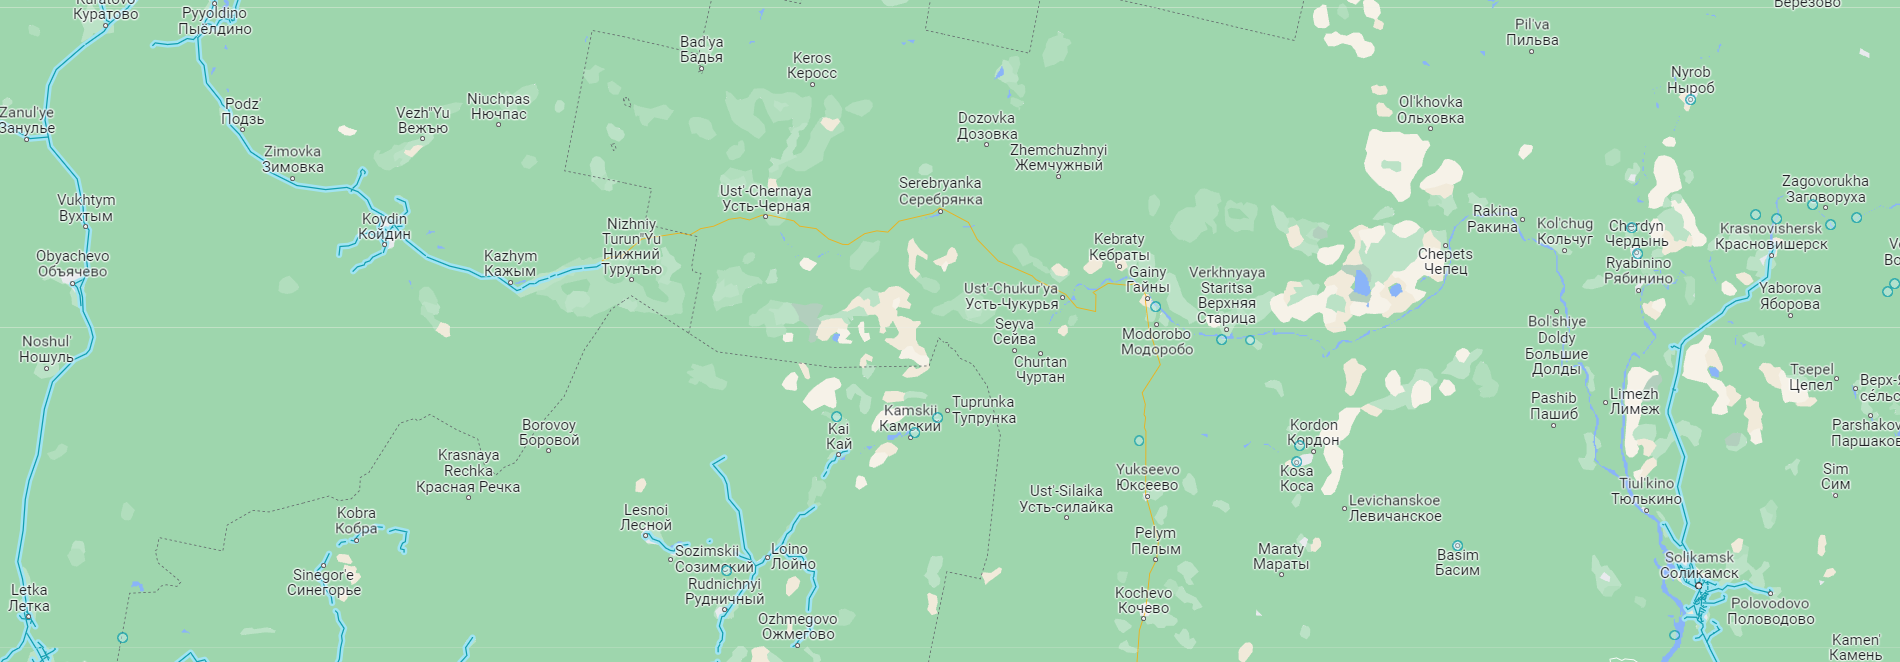 Куратово
Pyyoldino
Пыелдино
Березово
Pil'va
Пильва
Bad'ya
Бадья
Keros
Керосс
Nyrob
Ныроб
Podz'
Подзь
Vezh"Yu
Вежъю
Niuchpas
Нючпас
Ol'khovka
Ольховка
Zanul'ye
Занулье
Dozovka
Дозовка
Zhemchuzhnyi
Жемчужный
Zimovka
Зимовка
Vukhtym
Вухтым
Koydin
Койдин
Ust'-Chernaya
Усть-Черная
Serebryanka
Серебрянка
Zagovorukha
Заговоруха
Nizhniy
Turun"Yu
Нижний
Турунъю
Rakina
Ракина
Kol'chug
Кольчуг
Cherdyn
Чердынь
Krasnovishersk
Красновишерск
Obyachevo
Объячево
Kazhym
Кажым
Kebraty
Кебраты
Chepets
Чепец
Ryabinino
Рябинино
Gainy
Гайны
Verkhnyaya
Staritsa
Верхняя
Старица
Ust'-Chukur'ya
Усть-Чукурья
Yaborova
Яборова
Seyva
Сейва
Modorobo
Модоробо
Bol'shiye
Doldy
Большие
Долды
Noshul'
Ношуль
Churtan
Чуртан
Tsepel
Цепел
Верх-Я
се́льс
Kamskii
Камский
Tuprunka
Тупрунка
Pashib
Пашиб
Limezh
Лимеж
Borovoy
Боровой
Kai
Кай
Kordon
Кордон
Parshakov
Паршаков
Krasnaya
Rechka
Красная Речка
Yukseevo
Юксеево
Kosa
Коса
Sim
Сим
Ust'-Silaika
Усть-силайка
Levichanskoe
Левичанское
Tiul'kino
Тюлькино
Kobra
Кобра
Lesnoi
Лесной
Pelym
Пелым
Maraty
Мараты
Basim
Басим
Sozimskii
Созимский
Loino
Лойно
Solikamsk
Соликамск
Sinegor'e
Синегорье
Rudnichnyi
Рудничный
Letka
Летка
Kochevo
Кочево
Polovodovo
Половодово
Ozhmegovo
Ожмегово
Kamen'
Камень